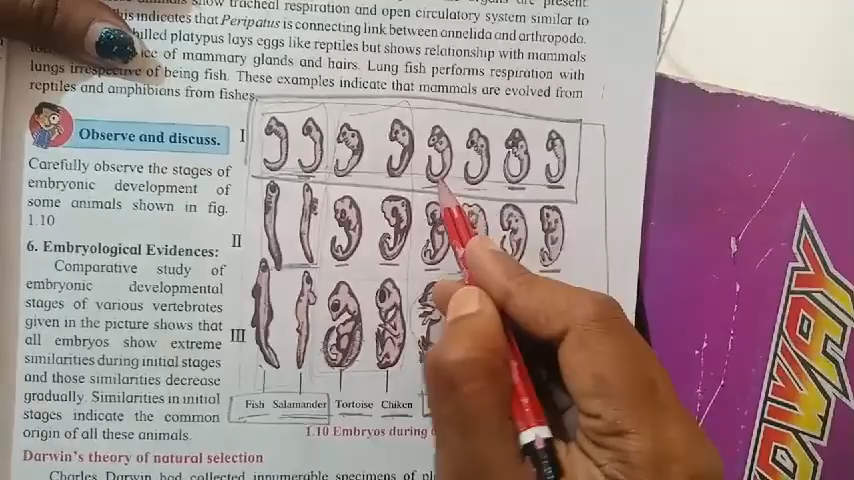 show tracheal respiration and open circulatory system similar to
his indicates that Peripatus is connecting link between annelida and arthropoda.
billed platypus lays eggs like reptiles but shows relationship with mammals
ice of mammary glands and hairs. Lung fish performs respiration with
lungs irrespective of being fish. These examples indicate that mammals are evolved from
reptiles and amphibians from fishes.
Observe and discuss.
Carefully observe the stages of
embryonic development of
some animals shown in fig.
1.10
6. Embryological Evidences:
Comparative study of
embryonic developmental
stages of various vertebrates
given in the picture shows that
all embryos show extreme
similarities during initial stages
and those similarities decrease
gradually. Similarities in initial
stages indicate the common
origin of all these animals.
I
II
III
Fish Salamander Tortoise Chiken
1.10 Embryos during
Darwin's theory of natural selection
Charles Darwin had collected innumerable specimens of
WAY